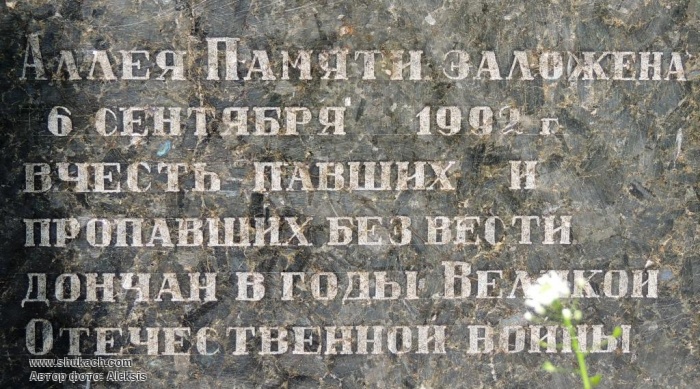 Аллея Памяти заложена
6 сентября 1992 г.
в честь павших и
пропавших без вести
дончан в годы Великой
Отечественной войны
www.shukach.com
Автор фото: Aleksis